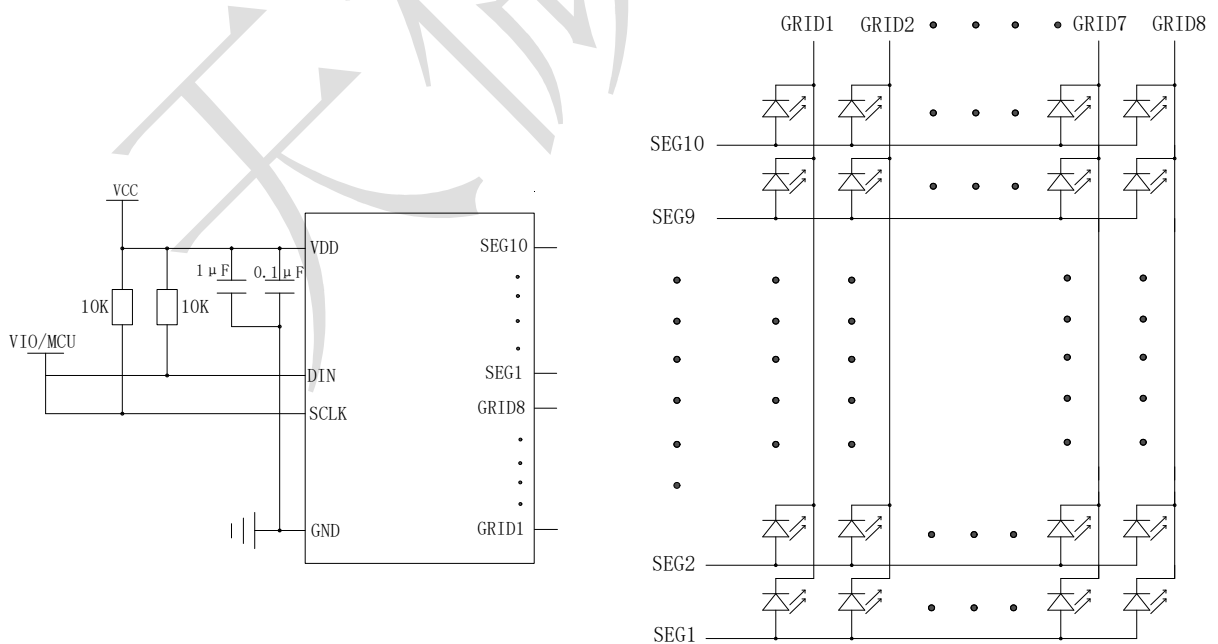 GRID1 GRID2 GRID7 GRID8
SEG10
SEG9
SEG2
SEG1
VCC
VDD
1μF 0.1μF
10K 10K
VIO/MCU
DIN
SCLK
GND
SEG10
SEG1
GRID8
GRID1